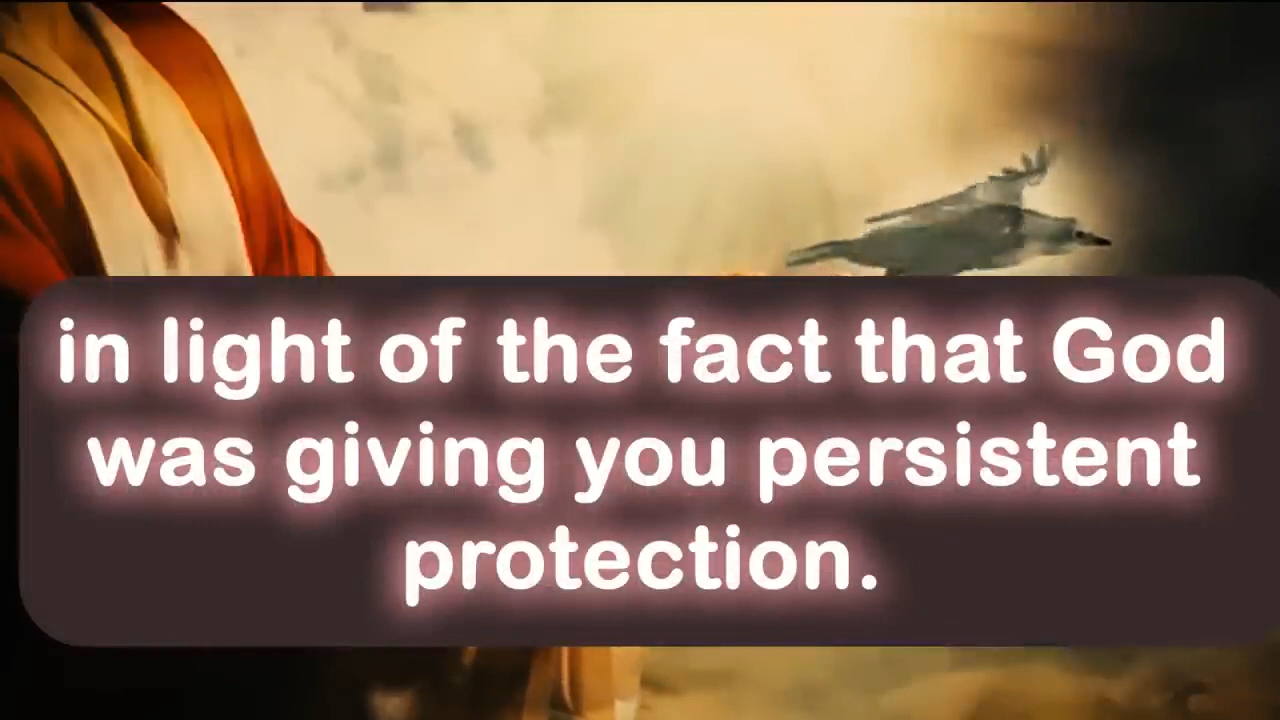 in light of the fact that God
was giving you persistent
protection.